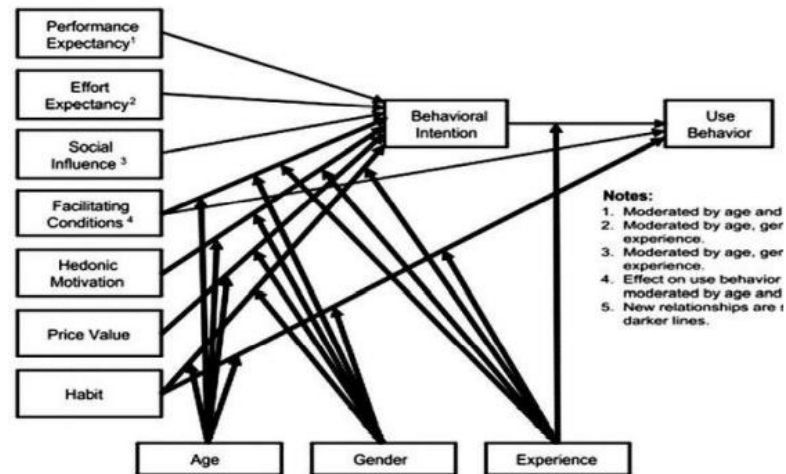 Performance
Expectancy¹
Effort
Expectancy²
Social
Influence ³
Facilitating
Conditions ⁴
Hedonic
Motivation
Price Value
Habit
Behavioral
Intention
Use
Behavior
Notes:
1. Moderated by age and
2. Moderated by age, ger
experience.
3. Moderated by age, ger
experience.
4. Effect on use behavior
moderated by age and
5. New relationships are
darker lines.
Age
Gender
Experience